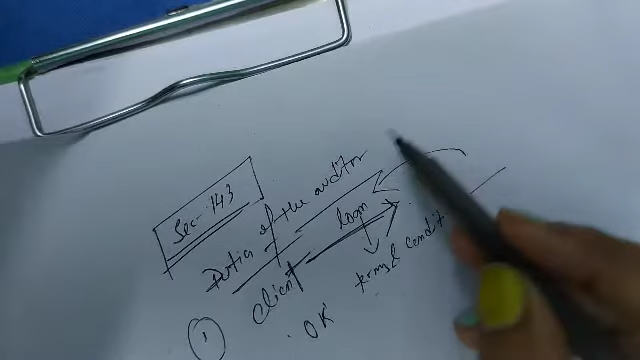 Sec-143
Duties of the auditor
① Client loan
OK terms & condit